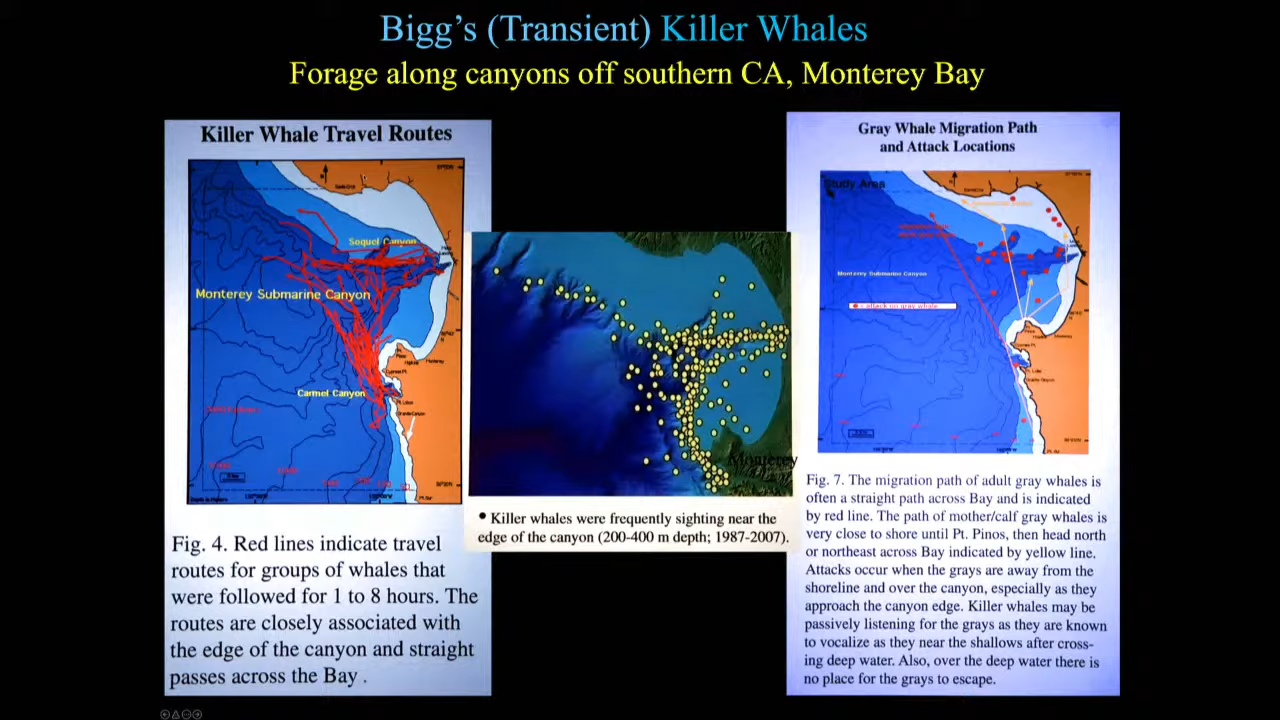 Bigg's (Transient) Killer Whales
Forage along canyons off southern CA, Monterey Bay
Killer Whale Travel Routes
Soquel Canyon
Monterey Submarine Canyon
Carmel Canyon
Fig. 4. Red lines indicate travel
routes for groups of whales that
were followed for 1 to 8 hours. The
routes are closely associated with
the edge of the canyon and straight
passes across the Bay .
Monterey
• Killer whales were frequently sighting near the
edge of the canyon (200-400 m depth; 1987-2007).
Gray Whale Migration Path
and Attack Locations
Study Area
Monterey Submarine Canyon
= attack on gray whale
Fig. 7. The migration path of adult gray whales is
often a straight path across Bay and is indicated
by red line. The path of mother/calf gray whales is
very close to shore until Pt. Pinos, then head north
or northeast across Bay indicated by yellow line.
Attacks occur when the grays are away from the
shoreline and over the canyon, especially as they
approach the canyon edge. Killer whales may be
passively listening for the grays as they are known
to vocalize as they near the shallows after cross-
ing deep water. Also, over the deep water there is
no place for the grays to escape.